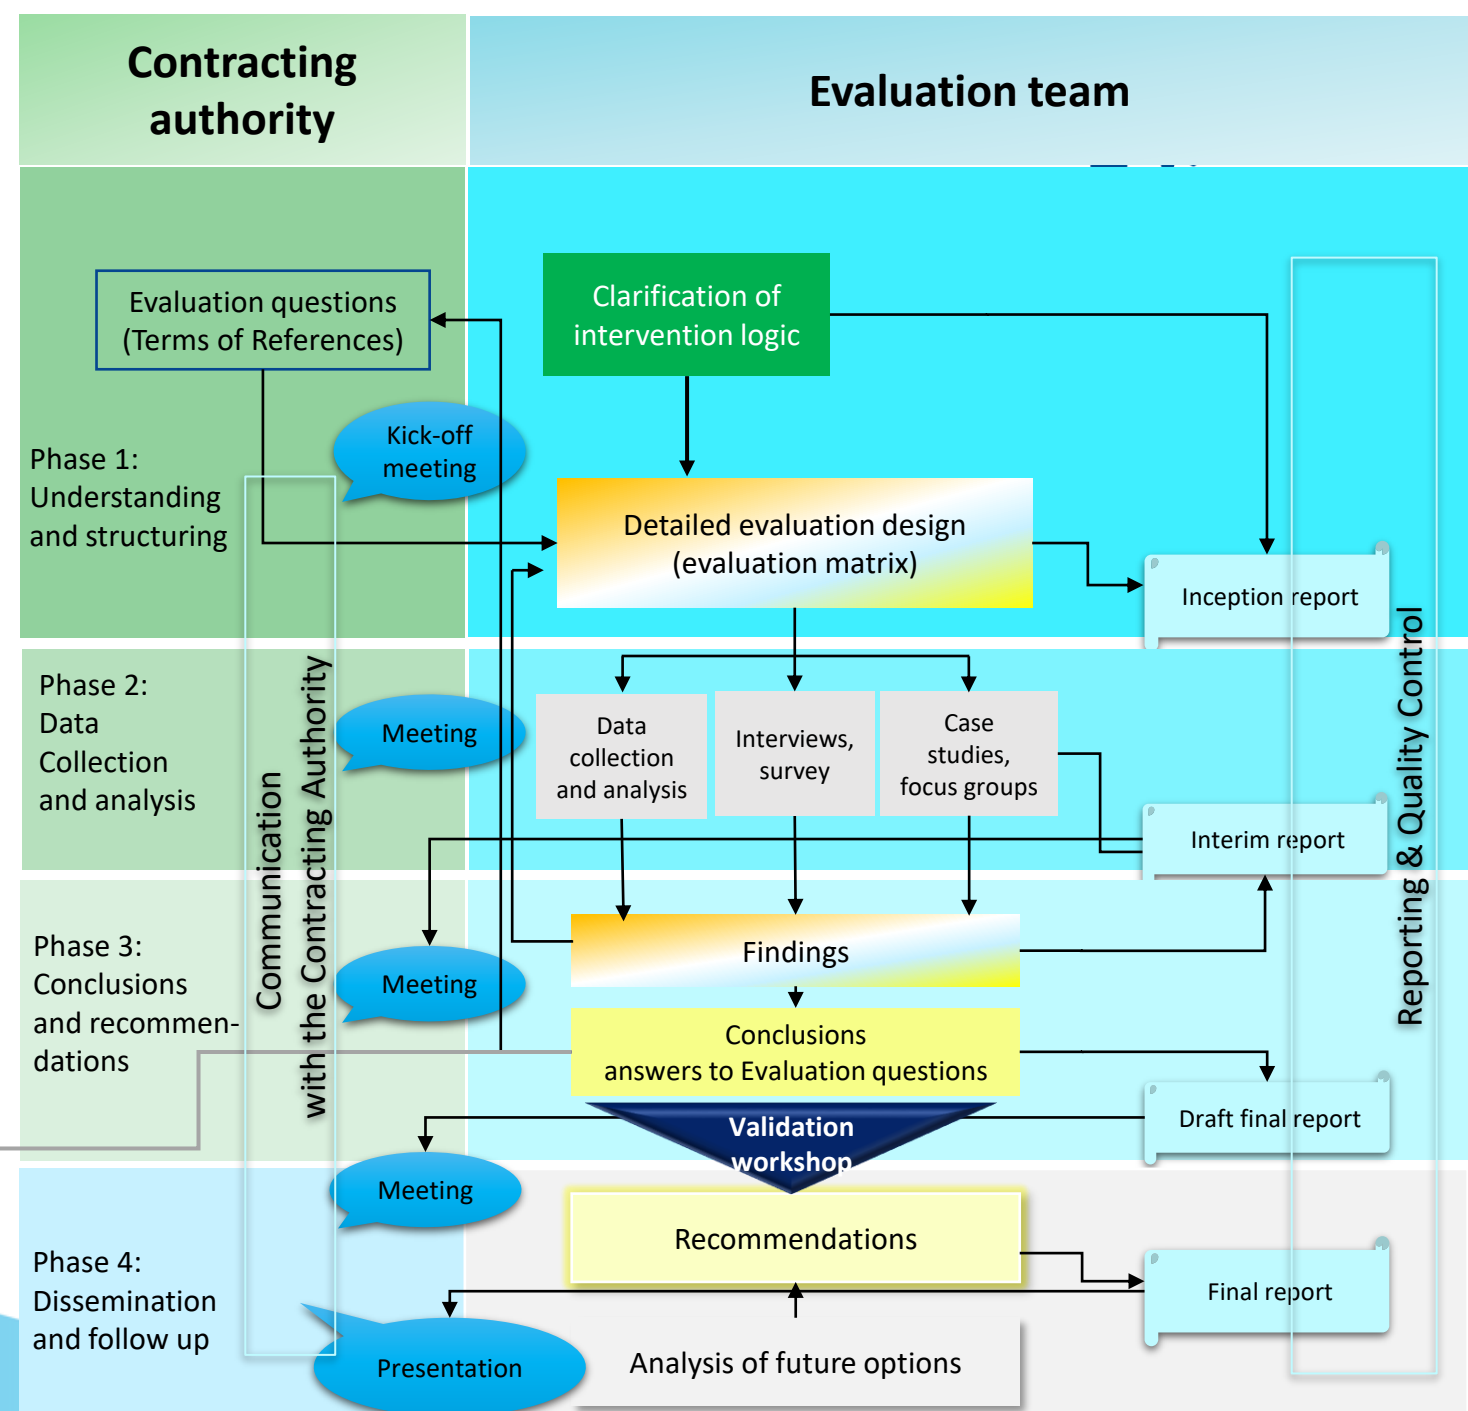 Contracting
authority
Evaluation team
Evaluation questions
(Terms of References)
Clarification of
intervention logic
Kick-off
meeting
Phase 1:
Understanding
and structuring
Detailed evaluation design
(evaluation matrix)
Inception report
Phase 2:
Data
Collection
and analysis
Meeting
Data
collection
and analysis
Interviews,
survey
Case
studies,
focus groups
Interim report
Communication
with the Contracting Authority
Reporting & Quality Control
Phase 3:
Conclusions
and recommen-
dations
Meeting
Findings
Conclusions
answers to Evaluation questions
Validation
workshop
Draft final report
Meeting
Recommendations
Phase 4:
Dissemination
and follow up
Final report
Presentation
Analysis of future options